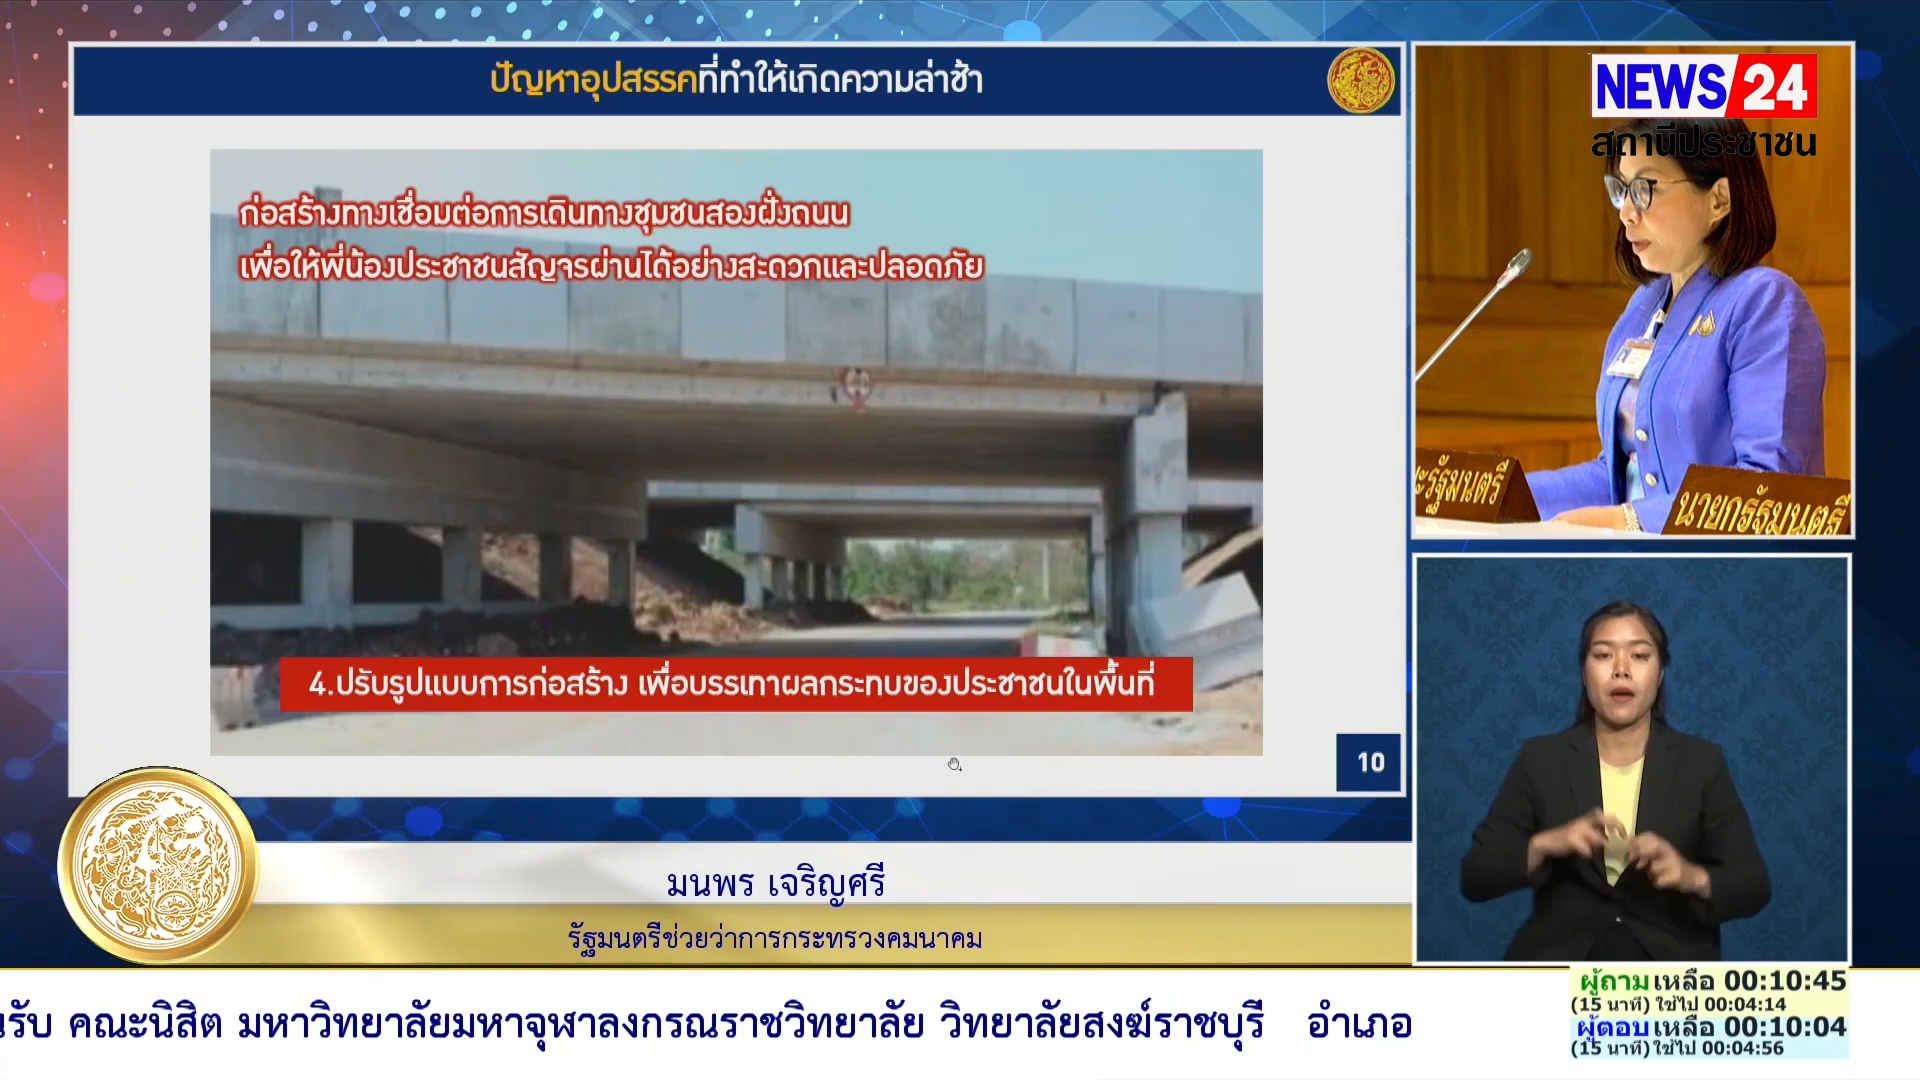 ปัญหาอุปสรรคที่ทำให้เกิดความล่าช้า
NEWS 24
สถานีประชาชน
ก่อสร้างทางเชื่อมต่อการเดินทางชุมชนสองฝั่งถนน
เพื่อให้พี่น้องประชาชนสัญจรผ่านได้อย่างสะดวกและปลอดภัย
ะรัฐมนตรี
นายกรัฐมนตรี
4.ปรับรูปแบบการก่อสร้าง เพื่อบรรเทาผลกระทบของประชาชนในพื้นที่
10
มนพร เจริญศรี
รัฐมนตรีช่วยว่าการกระทรวงคมนาคม
นรับ คณะนิสิต มหาวิทยาลัยมหาจุฬาลงกรณราชวิทยาลัย วิทยาลัยสงฆ์ราชบุรี อำเภอ
ผู้ถามเหลือ 00:10:45
(15 นาที) ใช้ไป 00:04:14
ผู้ตอบเหลือ 00:10:04
(15 นาที) ใช้ไป 00:04:56